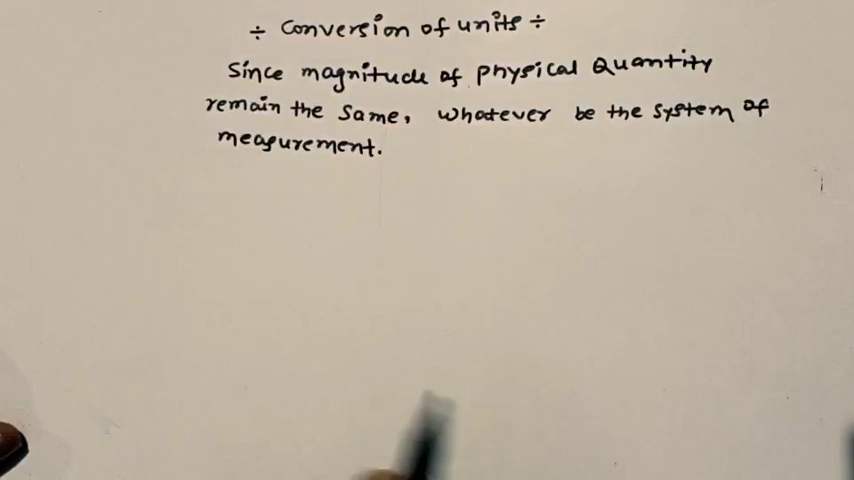 ÷ Conversion of units ÷
Since magnitude of physical Quantity
remain the same, whatever be the system of
measurement.